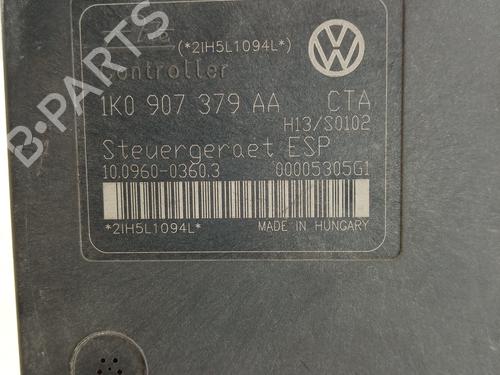 B-PARTS
(*2IH5L1094L*)
Controller
1K0 907 379 AA CTA
H13/S0102
Steuergeraet ESP
10.0960-0360.3 00005305G1
*2IH5L1094L* MADE IN HUNGARY